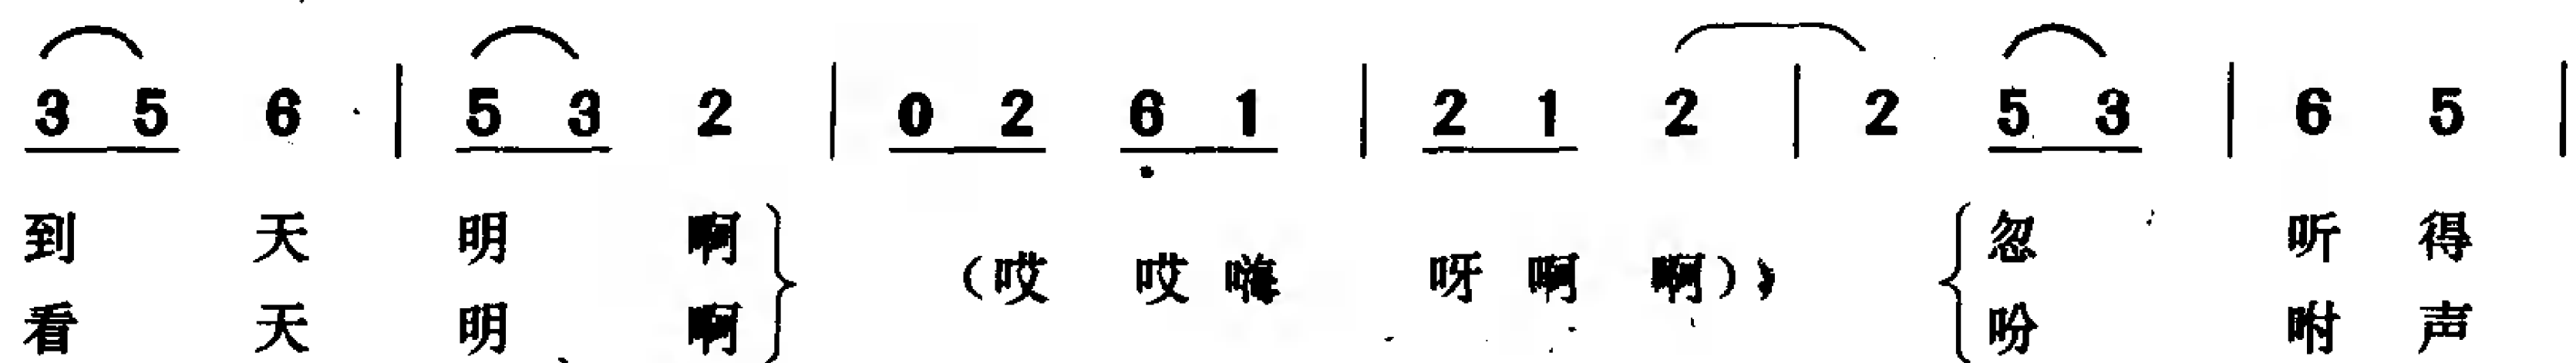 3 5 6 | 5 3 2 | 0 2 6 1 | 2 1 2 | 2 5 3 | 6 5 |
到 天 明 啊 (哎 哎 嗨 呀 啊 啊), 忽 听 得
看 天 明 啊 吩 咐 声